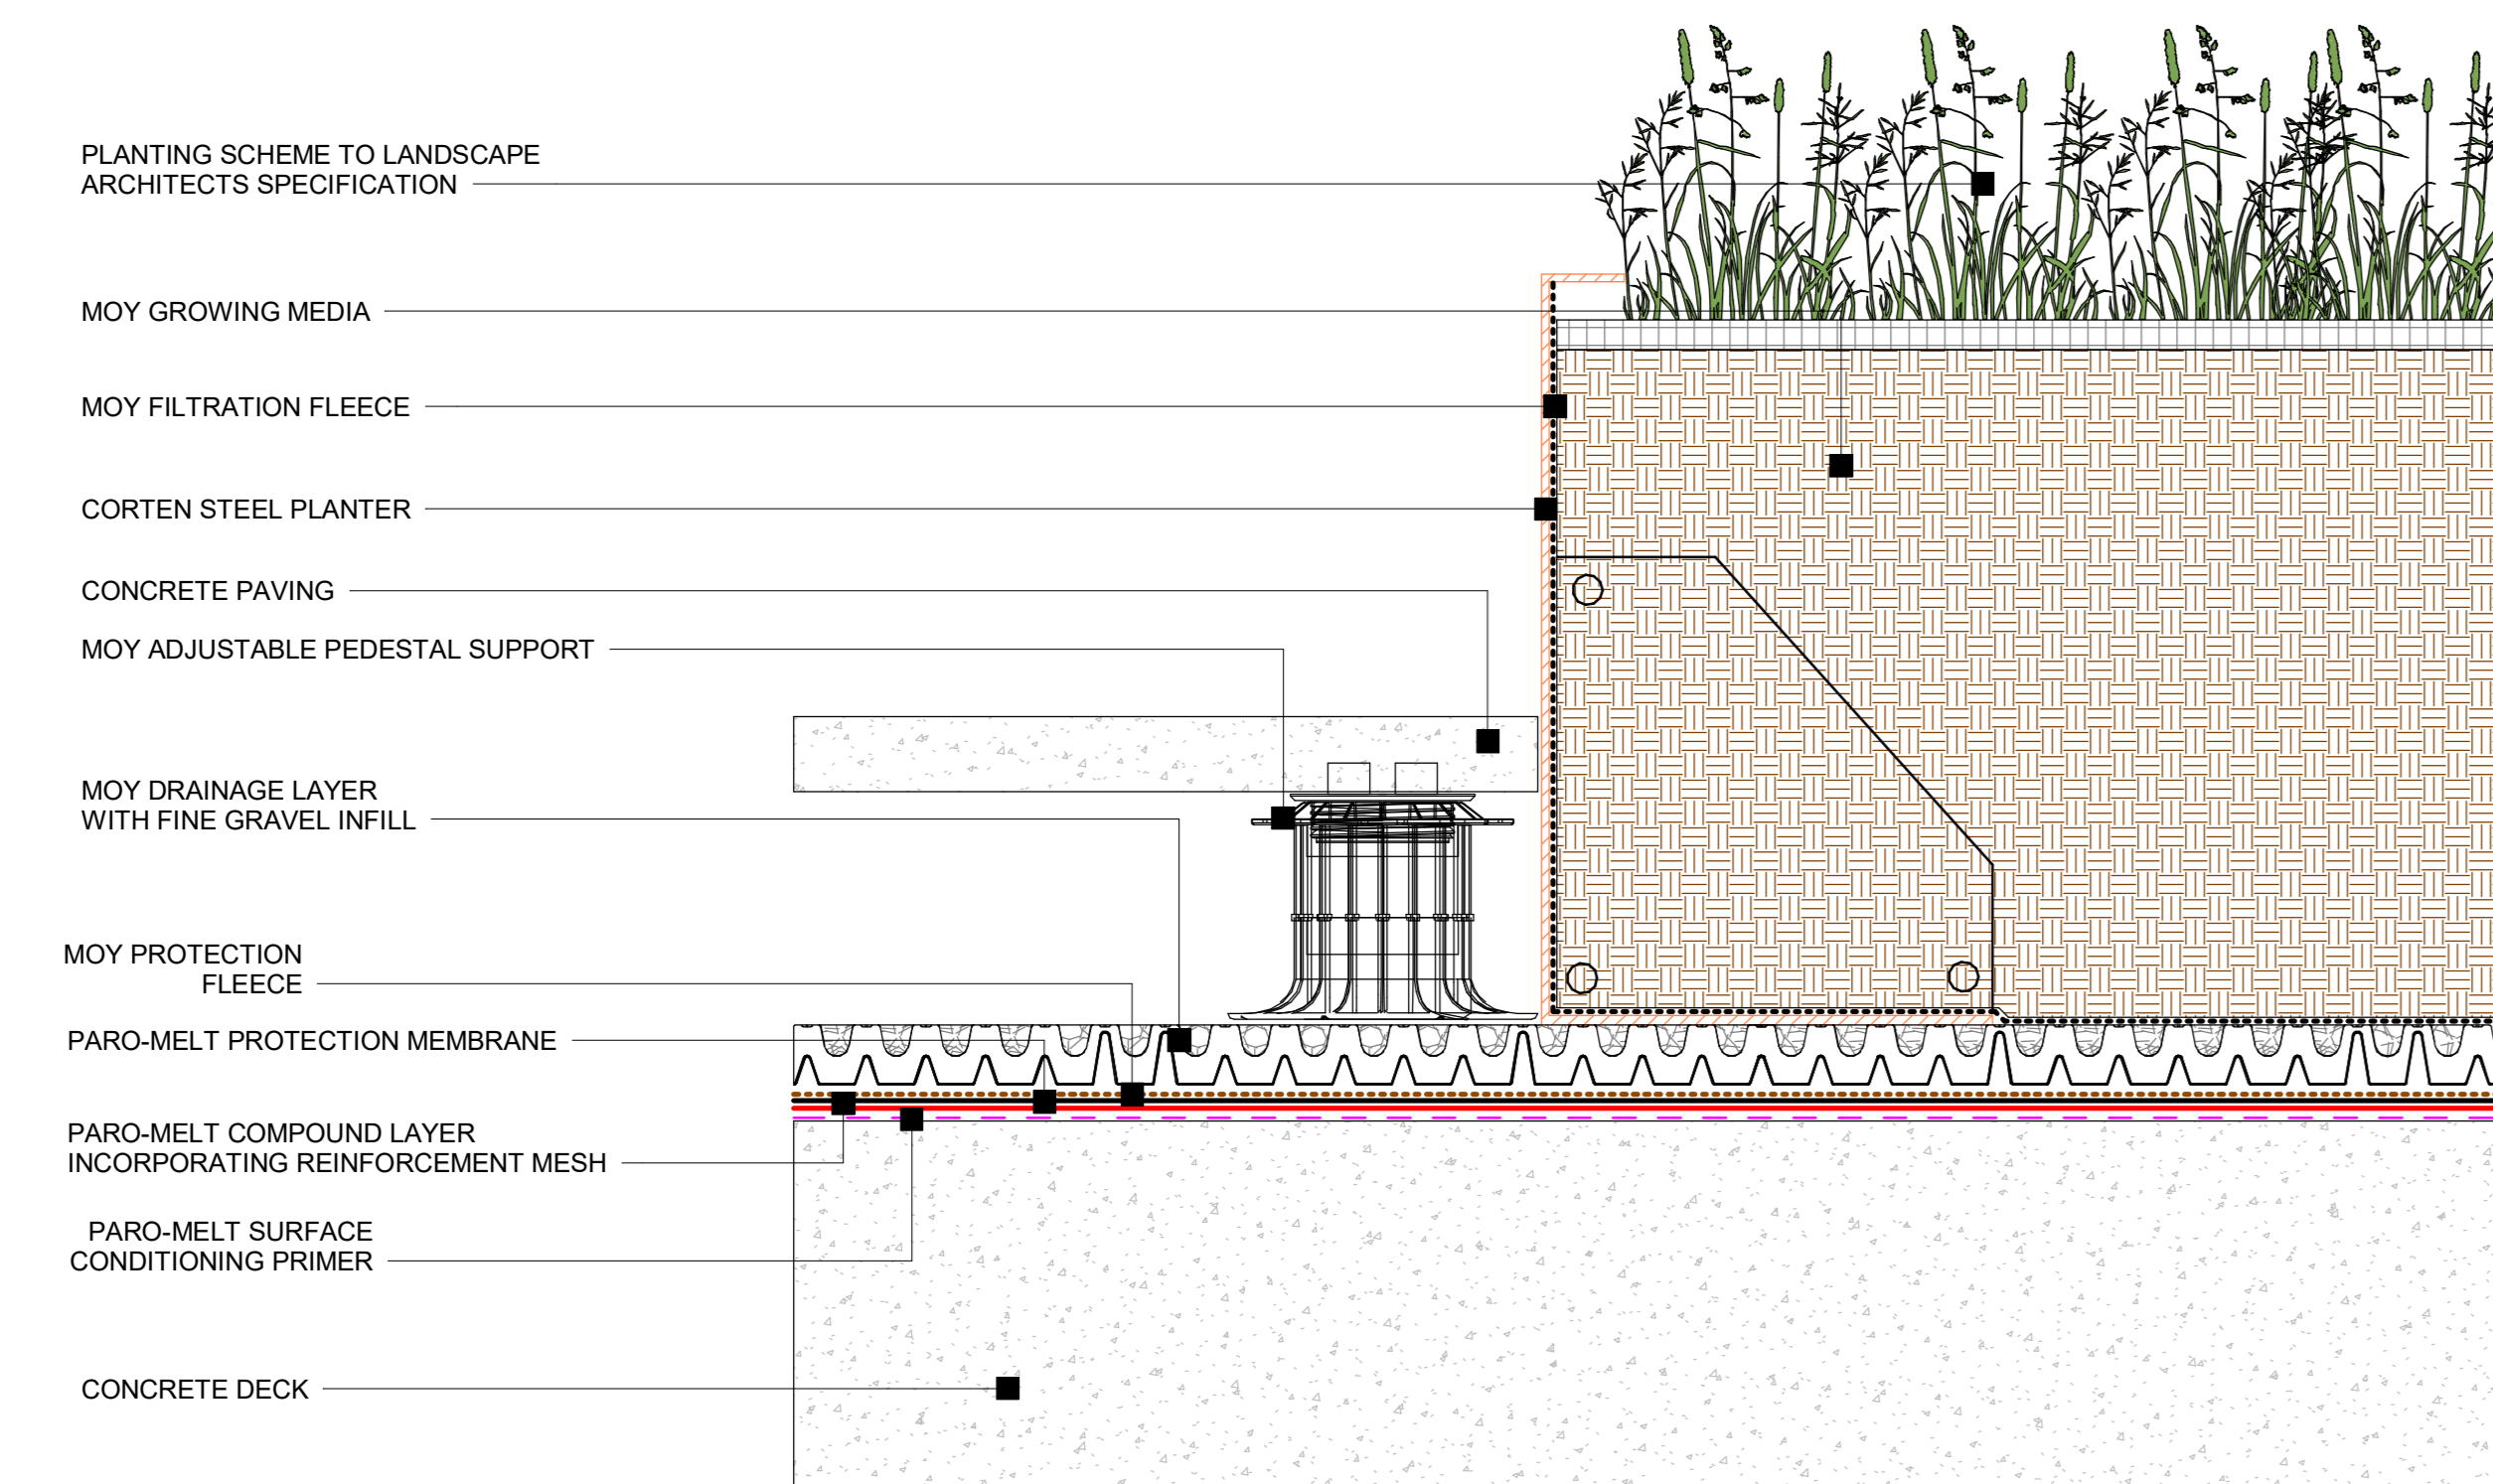 PLANTING SCHEME TO LANDSCAPE
ARCHITECTS SPECIFICATION
MOY GROWING MEDIA
MOY FILTRATION FLEECE
CORTEN STEEL PLANTER
CONCRETE PAVING
MOY ADJUSTABLE PEDESTAL SUPPORT
MOY DRAINAGE LAYER
WITH FINE GRAVEL INFILL
MOY PROTECTION
FLEECE
PARO-MELT PROTECTION MEMBRANE
PARO-MELT COMPOUND LAYER
INCORPORATING REINFORCEMENT MESH
PARO-MELT SURFACE
CONDITIONING PRIMER
CONCRETE DECK